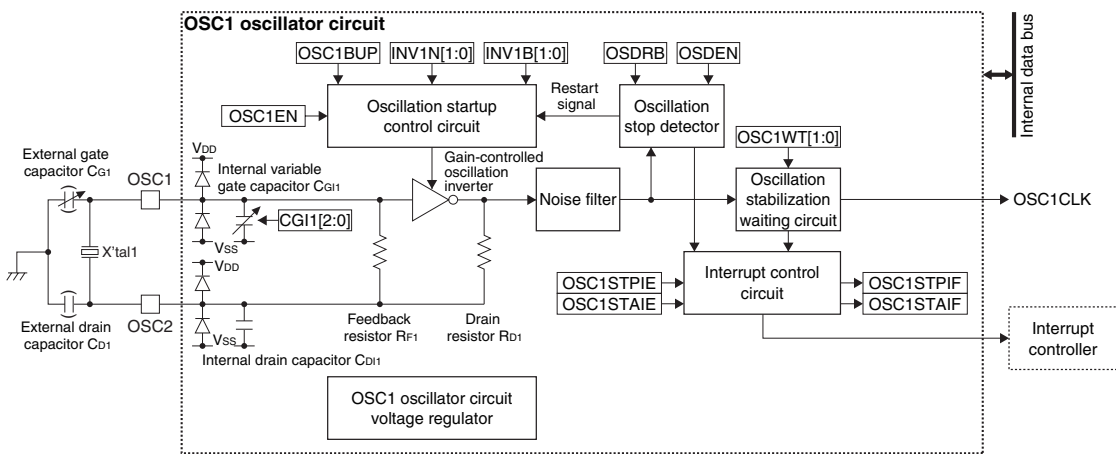 OSC1 oscillator circuit
OSC1BUP
INV1N[1:0]
INV1B[1:0]
OSDRB
OSDEN
Internal data bus
OSC1EN
Oscillation startup
control circuit
Restart
signal
Oscillation
stop detector
OSC1WT[1:0]
External gate
capacitor CG1
OSC1
VDD
Internal variable
gate capacitor CGI1
Gain-controlled
oscillation
inverter
Noise filter
Oscillation
stabilization
waiting circuit
OSC1CLK
CGI1[2:0]
VSS
X'tal1
VDD
Interrupt control
circuit
OSC1STPIE
OSC1STAIE
OSC1STPIF
OSC1STAIF
External drain
capacitor CD1
OSC2
VSS
Internal drain capacitor CDI1
Feedback
resistor RF1
Drain
resistor RD1
Interrupt
controller
OSC1 oscillator circuit
voltage regulator